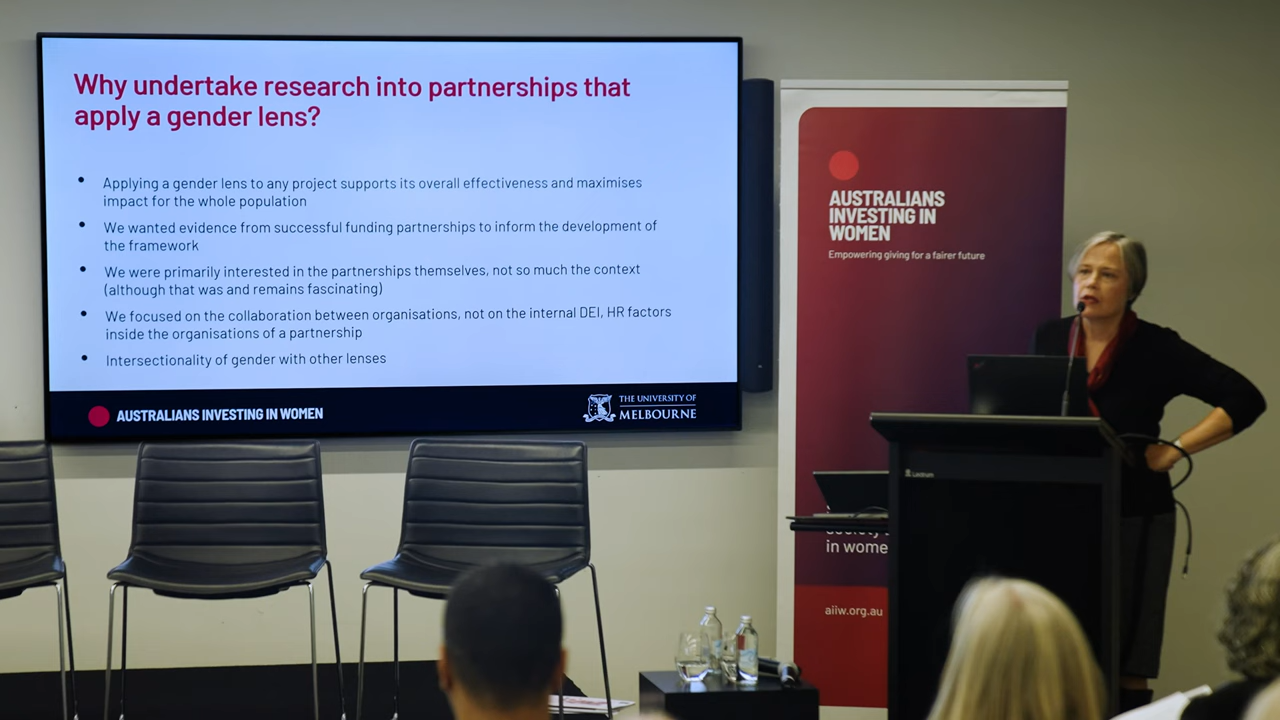 Why undertake research into partnerships that
apply a gender lens?
• Applying a gender lens to any project supports its overall effectiveness and maximises
impact for the whole population
• We wanted evidence from successful funding partnerships to inform the development of
the framework
• We were primarily interested in the partnerships themselves, not so much the context
(although that was and remains fascinating)
• We focused on the collaboration between organisations, not on the internal DEI, HR factors
inside the organisations of a partnership
• Intersectionality of gender with other lenses
AUSTRALIANS INVESTING IN WOMEN
THE UNIVERSITY OF
MELBOURNE
AUSTRALIANS
INVESTING IN
WOMEN
Empowering giving for a fairer future
society
in wome
aiiw.org.au
Lectrum